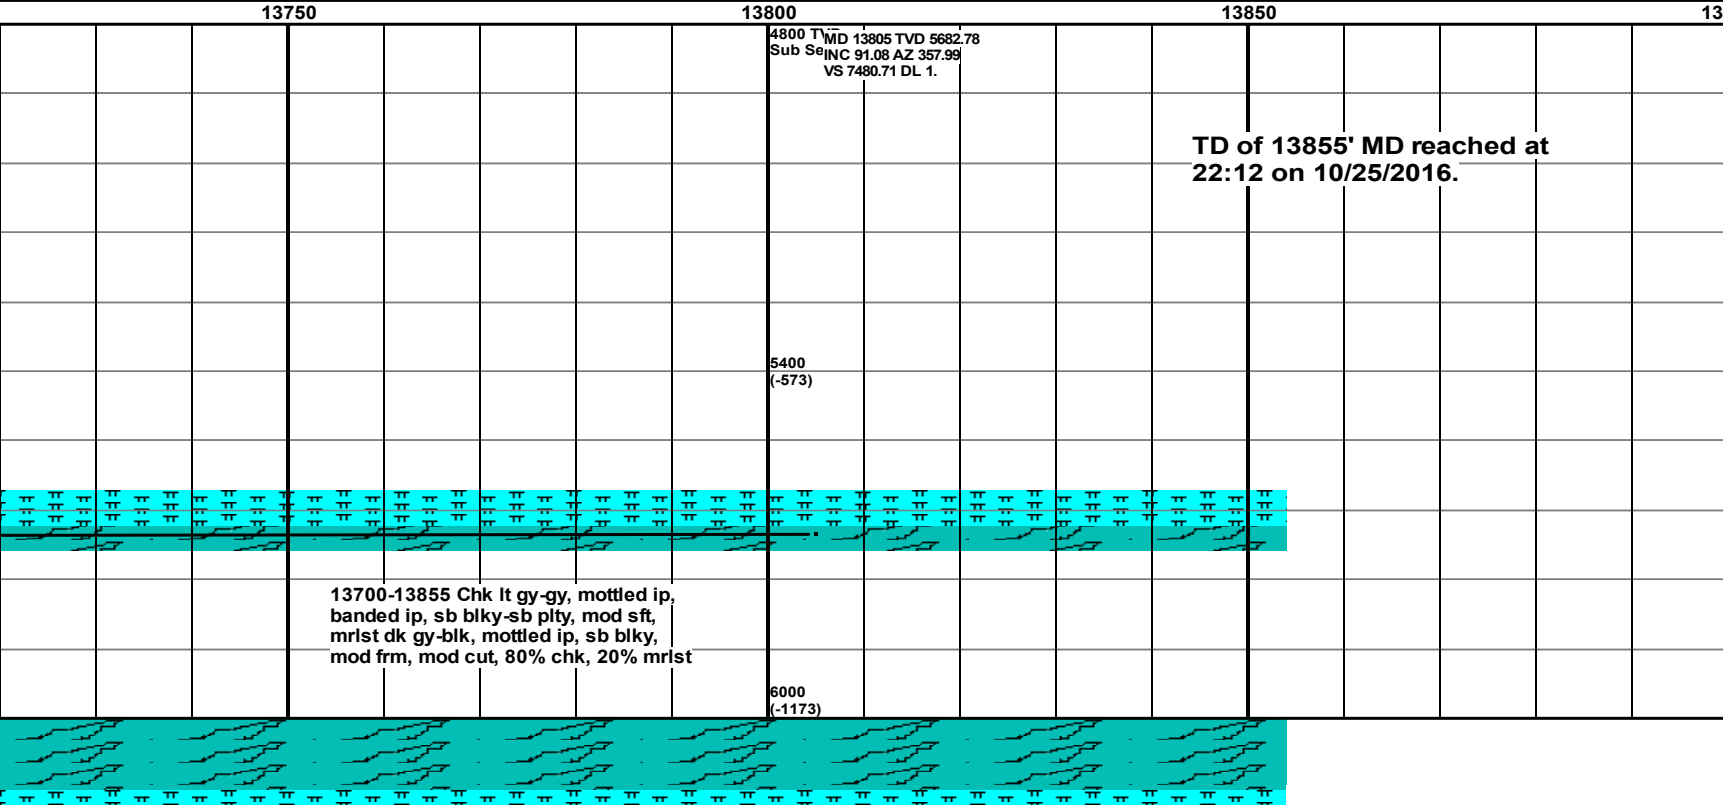 13750 13800 13850 13
4800 TV
Sub Se
MD 13805 TVD 5682.78
INC 91.08 AZ 357.99
VS 7480.71 DL 1.
TD of 13855' MD reached at
22:12 on 10/25/2016.
5400
(-573)
13700-13855 Chk lt gy-gy, mottled ip,
banded ip, sb blky-sb plty, mod sft,
mrlst dk gy-blk, mottled ip, sb blky,
mod frm, mod cut, 80% chk, 20% mrlst
6000
(-1173)